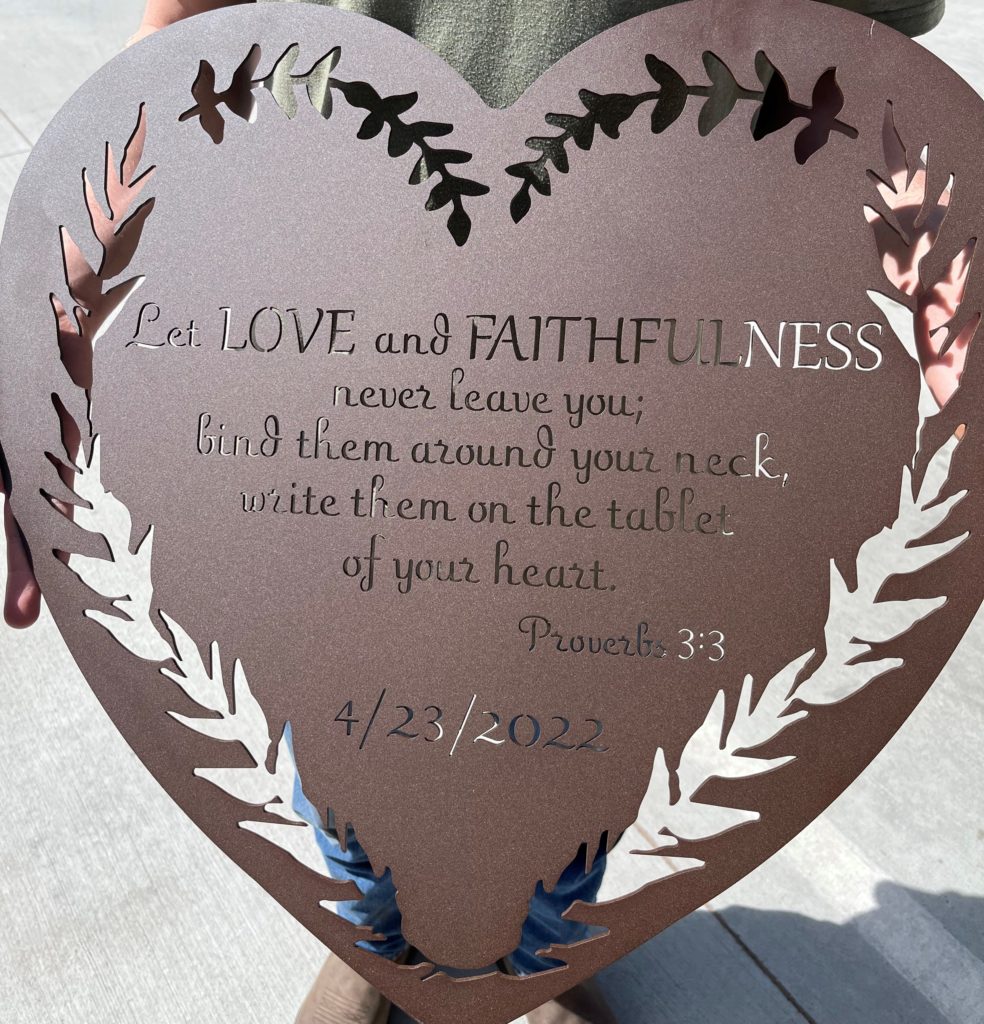 Let LOVE and FAITHFULNESS
never leave you;
bind them around your neck,
write them on the tablet
of your heart.
Proverbs 3:3
4/23/2022